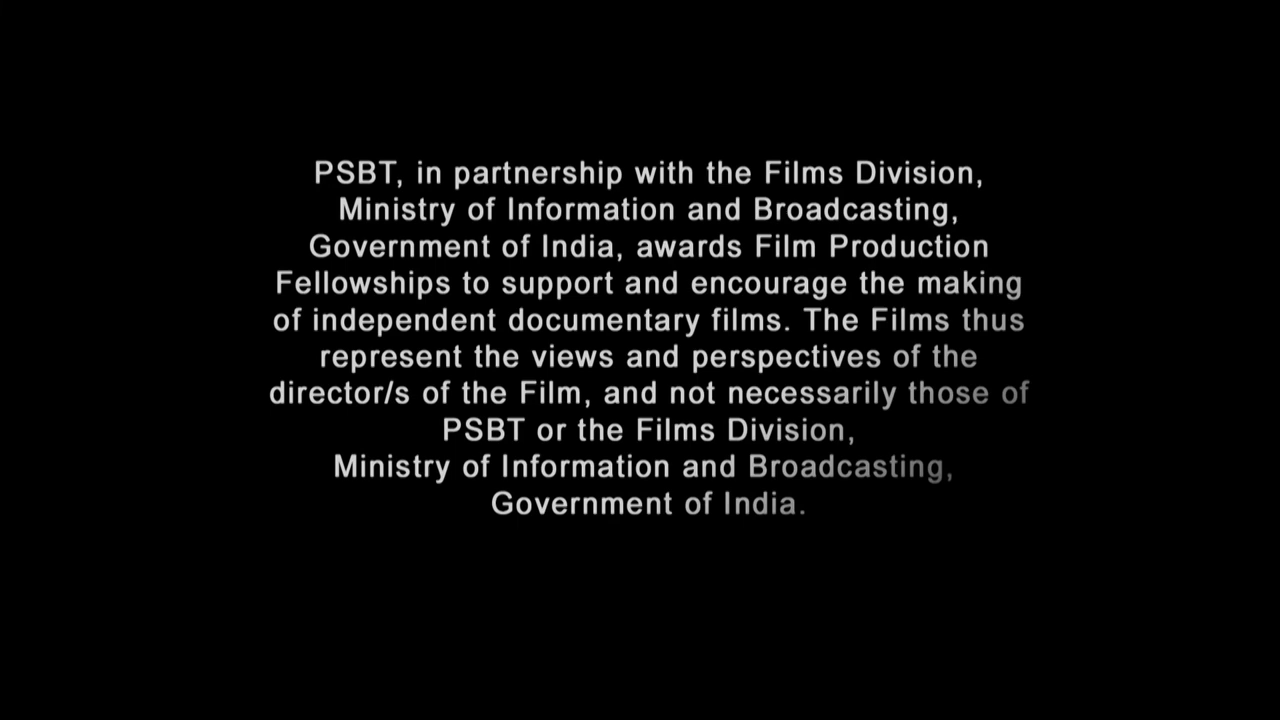 PSBT, in partnership with the Films Division,
Ministry of Information and Broadcasting,
Government of India, awards Film Production
Fellowships to support and encourage the making
of independent documentary films. The Films thus
represent the views and perspectives of the
director/s of the Film, and not necessarily those of
PSBT or the Films Division,
Ministry of Information and Broadcasting,
Government of India.